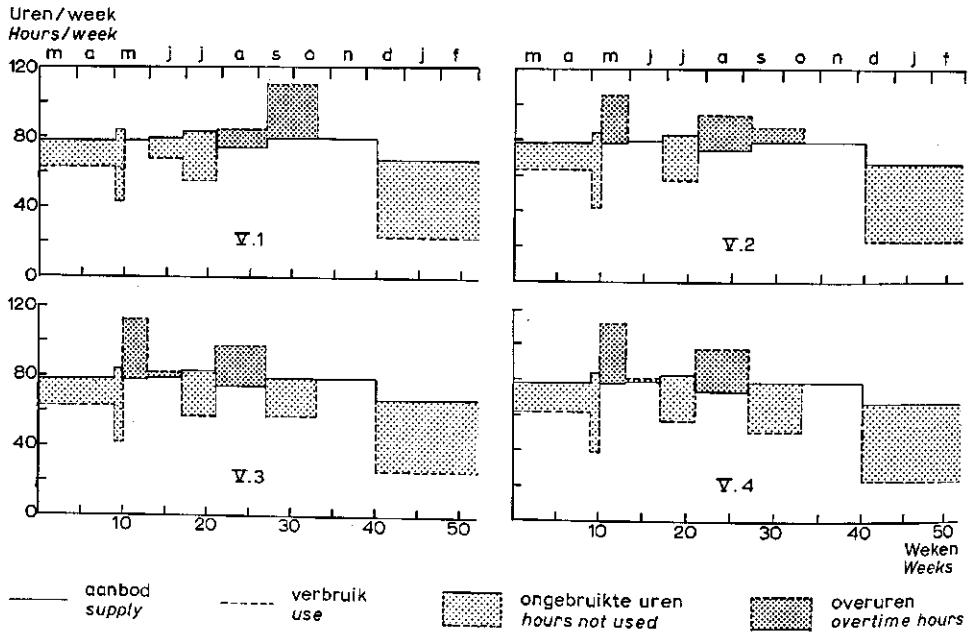 Uren/week
Hours/week
m a m j j a s o n d j f
m a m j j a s o n d j f
120
80
40
0
V.1
V.2
120
80
40
0
V.3
V.4
10 20 30 40 50
10 20 30 40 50
Weken
Weeks
aanbod
supply
verbruik
use
ongebruikte uren
hours not used
overuren
overtime hours